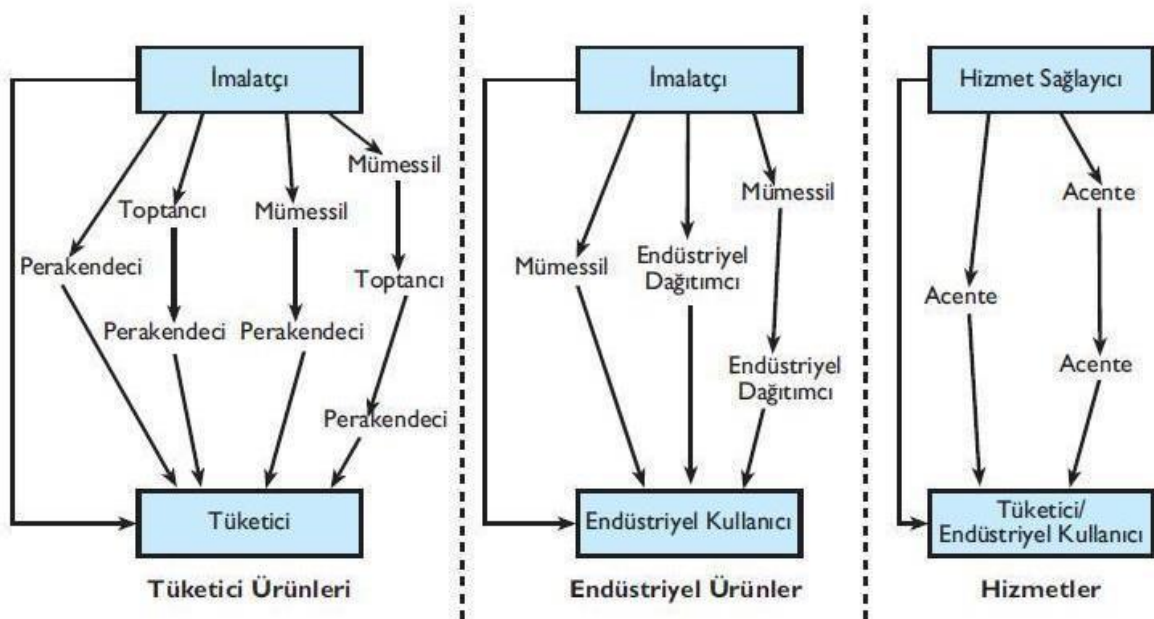 İmalatçı
Mümessil
Toptancı
Mümessil
Perakendeci
Toptancı
Perakendeci
Perakendeci
Perakendeci
Tüketici
Tüketici Ürünleri
İmalatçı
Mümessil
Mümessil
Endüstriyel
Dağıtımcı
Endüstriyel
Dağıtımcı
Endüstriyel Kullanıcı
Endüstriyel Ürünler
Hizmet Sağlayıcı
Acente
Acente
Acente
Tüketici/
Endüstriyel Kullanıcı
Hizmetler